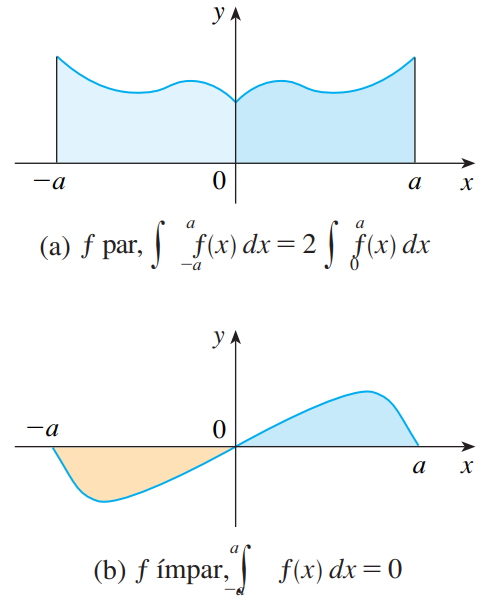 y
−a 0 a x
(a) f par, ∫_{−a}^{a} f(x) dx = 2 ∫_{0}^{a} f(x) dx
y
−a 0
a x
(b) f ímpar, ∫_{−a}^{a} f(x) dx = 0